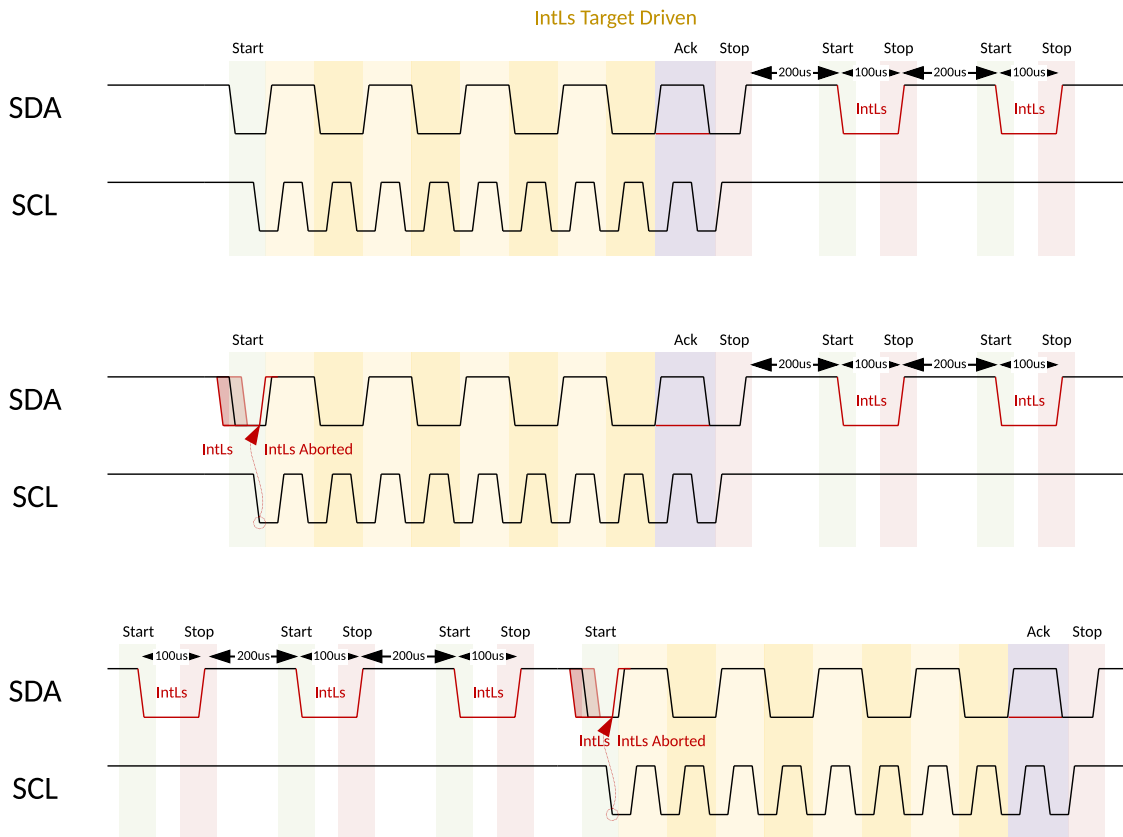 IntLs Target Driven
Start Ack Stop Start Stop Start Stop
200us 100us 200us 100us
SDA IntLs IntLs
SCL
Start Ack Stop Start Stop Start Stop
200us 100us 200us 100us
SDA IntLs IntLs
IntLs IntLs Aborted
SCL
Start Stop Start Stop Start Stop Start Ack Stop
100us 200us 100us 200us 100us
SDA IntLs IntLs IntLs
IntLs IntLs Aborted
SCL